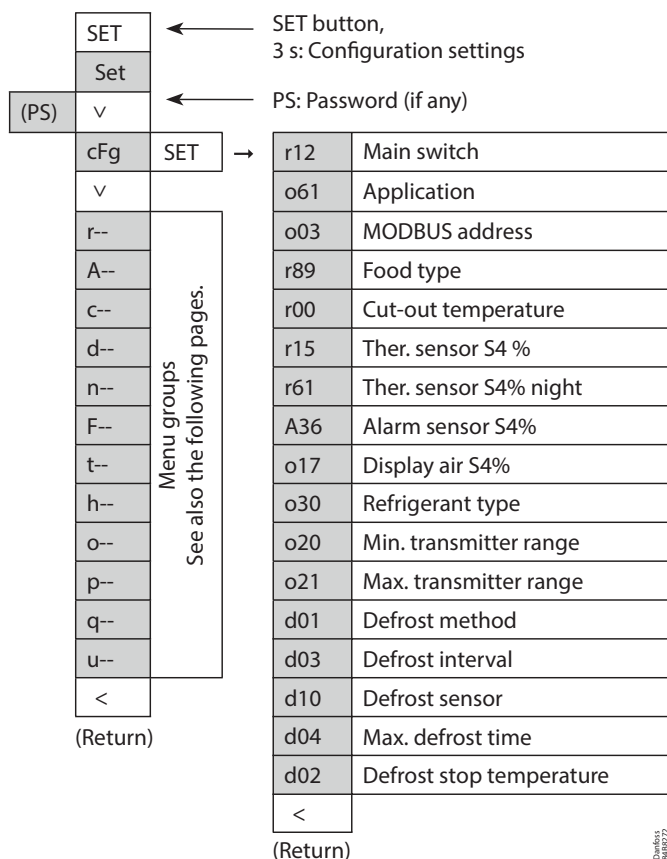 SET
SET button,
3 s: Configuration settings
Set
(PS)
˅
PS: Password (if any)
cFg
SET
→
˅
r--
A--
c--
d--
n--
F--
t--
h--
o--
p--
q--
u--
<
(Return)
Menu groups
See also the following pages.
r12 Main switch
o61 Application
o03 MODBUS address
r89 Food type
r00 Cut-out temperature
r15 Ther. sensor S4 %
r61 Ther. sensor S4% night
A36 Alarm sensor S4%
o17 Display air S4%
o30 Refrigerant type
o20 Min. transmitter range
o21 Max. transmitter range
d01 Defrost method
d03 Defrost interval
d10 Defrost sensor
d04 Max. defrost time
d02 Defrost stop temperature
<
(Return)
Danfoss